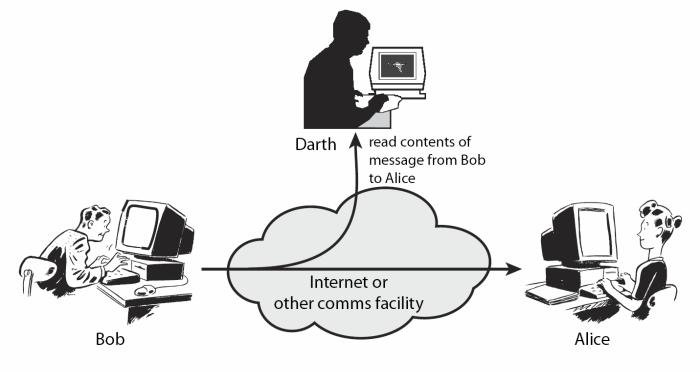 Darth
read contents of
message from Bob
to Alice
Internet or
other comms facility
Bob
Alice